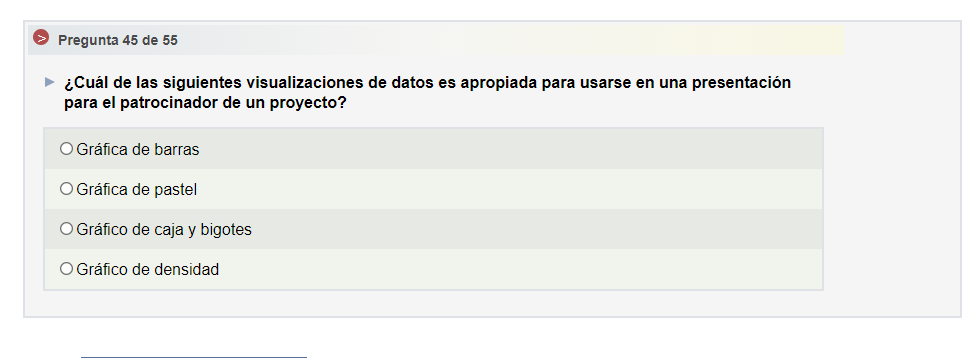 Pregunta 45 de 55
¿Cuál de las siguientes visualizaciones de datos es apropiada para usarse en una presentación
para el patrocinador de un proyecto?
Gráfica de barras
Gráfica de pastel
Gráfico de caja y bigotes
Gráfico de densidad